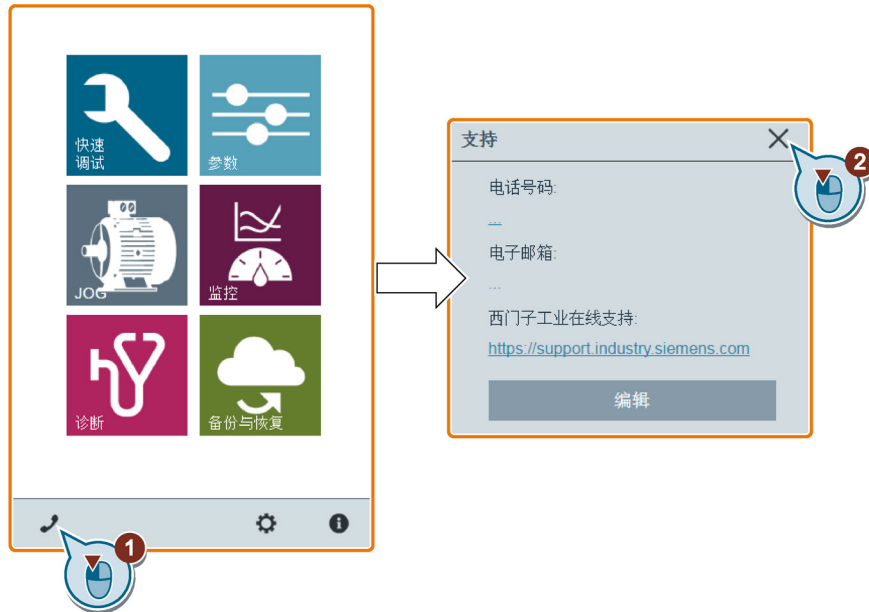 快速
调试
参数
JOG
监控
诊断
备份与恢复
1
支持
2
电话号码:
...
电子邮箱:
...
西门子工业在线支持:
https://support.industry.siemens.com
编辑